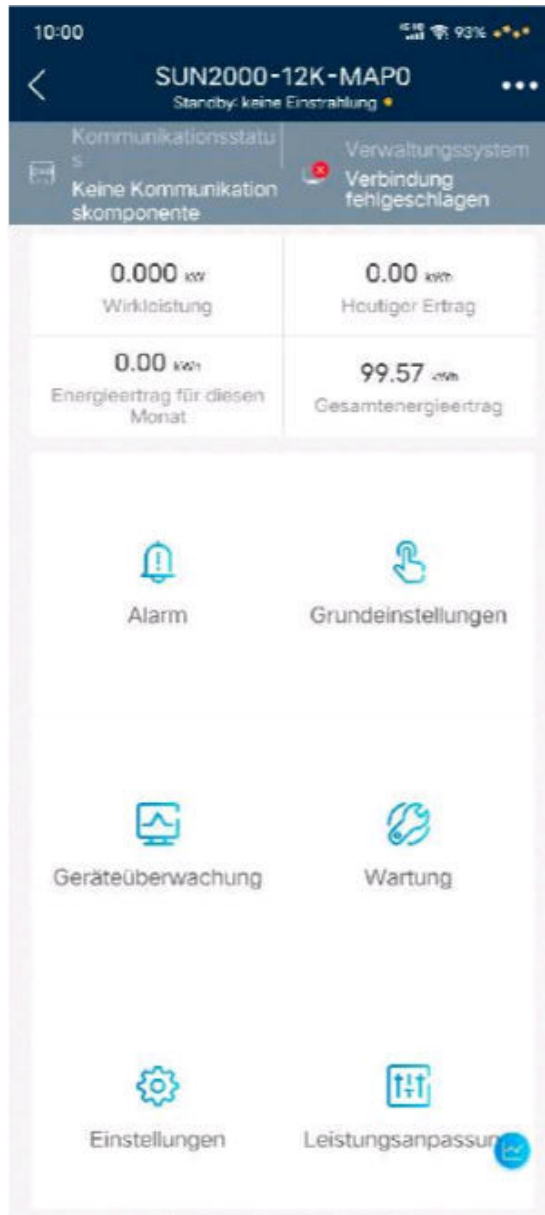 10:00
93%
SUN2000-12K-MAP0
Standby: keine Einstrahlung
Kommunikationsstatu
s
Keine Kommunikation
skomponente
Verwaltungssystem
Verbindung
fehlgeschlagen
0.000 kW
Wirkleistung
0.00 kWh
Heutiger Ertrag
0.00 kWh
Energieertrag für diesen
Monat
99.57 kWh
Gesamtenergieertrag
Alarm
Grundeinstellungen
Geräteüberwachung
Wartung
Einstellungen
Leistungsanpassun